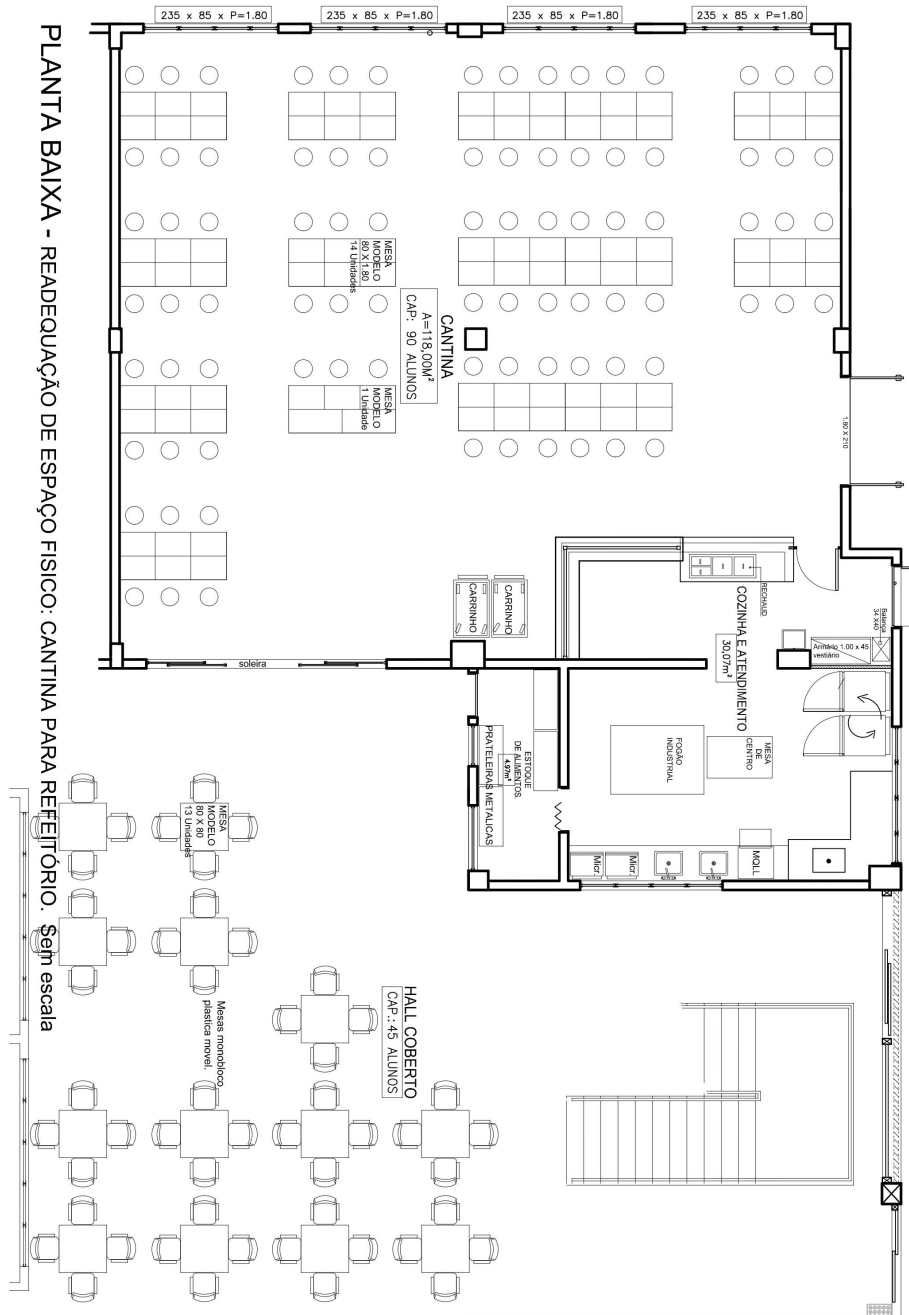 235 x 85 x P=1.80
235 x 85 x P=1.80
235 x 85 x P=1.80
235 x 85 x P=1.80
PLANTA BAIXA - READEQUAÇÃO DE ESPAÇO FISICO: CANTINA PARA REFEITÓRIO. Sem escala
MESA
MODELO
80 X 1.80
14 Unidades
CANTINA
A=118,00M²
CAP: 90 ALUNOS
MESA
MODELO
1 Unidade
1.80 X 210
CARRINHO
CARRINHO
soleira
RECHAUD
COZINHA E ATENDIMENTO
30,07m²
Balança
34 X40
Armário 1.00 x 45
vestiário
MESA
DE
CENTRO
FOGÃO
INDUSTRIAL
ESTOQUE
DE ALIMENTOS.
4.97m²
PRATELEIRAS METALICAS
Micr.
Micr.
MQLL
MESA
MODELO
80 X 80
13 Unidades
Mesas monobloco
plastica movel.
HALL COBERTO
CAP.: 45 ALUNOS